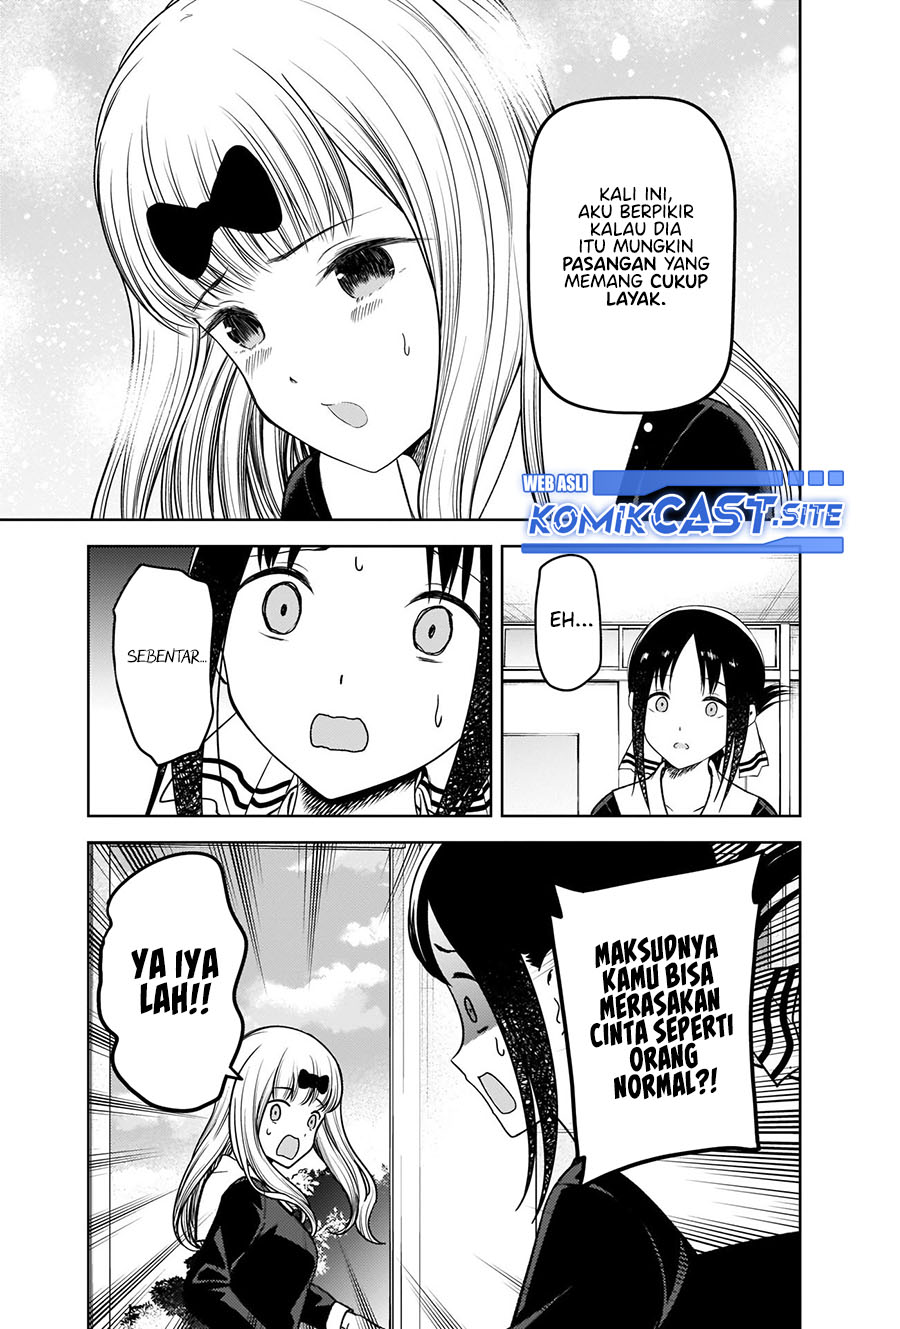 KALI INI,
AKU BERPIKIR
KALAU DIA
ITU MUNGKIN
PASANGAN YANG
MEMANG CUKUP
LAYAK.
WEB ASLI
KOMIKCAST.SITE
EH...
SEBENTAR...
MAKSUDNYA
KAMU BISA
MERASAKAN
CINTA SEPERTI
ORANG
NORMAL?!
YA IYA
LAH!!